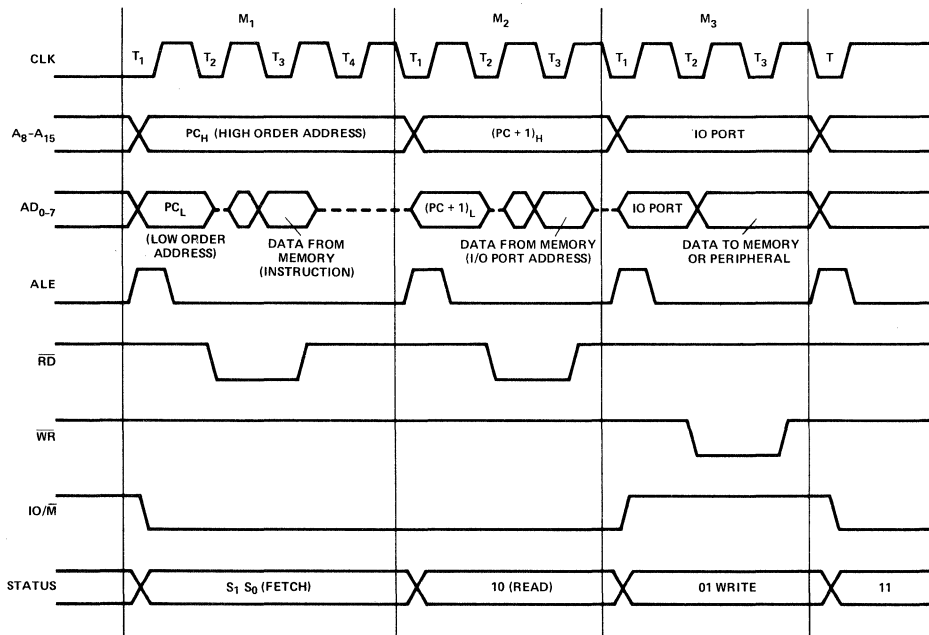 M1 M2 M3
CLK T1 T2 T3 T4 T1 T2 T3 T1 T2 T3 T
A8–A15 PCH (HIGH ORDER ADDRESS) (PC + 1)H IO PORT
AD0-7 PCL (PC + 1)L IO PORT
(LOW ORDER
ADDRESS)
DATA FROM
MEMORY
(INSTRUCTION)
DATA FROM MEMORY
(I/O PORT ADDRESS)
DATA TO MEMORY
OR PERIPHERAL
ALE
R̅D̅
W̅R̅
IO/M̅
STATUS S1 S0 (FETCH) 10 (READ) 01 WRITE 11